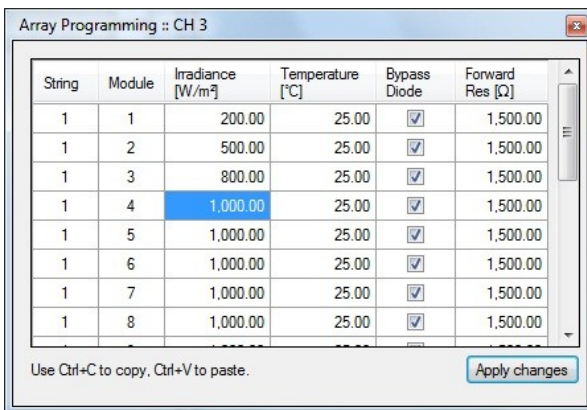 Array Programming :: CH 3
String Module Irradiance [W/m²] Temperature [°C] Bypass Diode Forward Res [Ω]
1 1 200.00 25.00 1,500.00
1 2 500.00 25.00 1,500.00
1 3 800.00 25.00 1,500.00
1 4 1,000.00 25.00 1,500.00
1 5 1,000.00 25.00 1,500.00
1 6 1,000.00 25.00 1,500.00
1 7 1,000.00 25.00 1,500.00
1 8 1,000.00 25.00 1,500.00
Use Ctrl+C to copy, Ctrl+V to paste. Apply changes